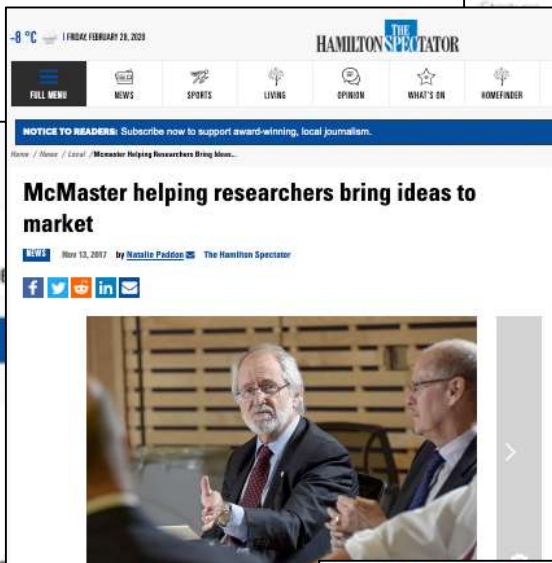 -8 °C | FRIDAY, FEBRUARY 28, 2020
THE
HAMILTON SPECTATOR
FULL MENU NEWS SPORTS LIVING OPINION WHAT'S ON HOMEFINDER
NOTICE TO READERS: Subscribe now to support award-winning, local journalism.
Home / News / Local / Mcmaster Helping Researchers Bring Ideas...
McMaster helping researchers bring ideas to
market
NEWS Nov 13, 2017 by Natalie Paddon The Hamilton Spectator